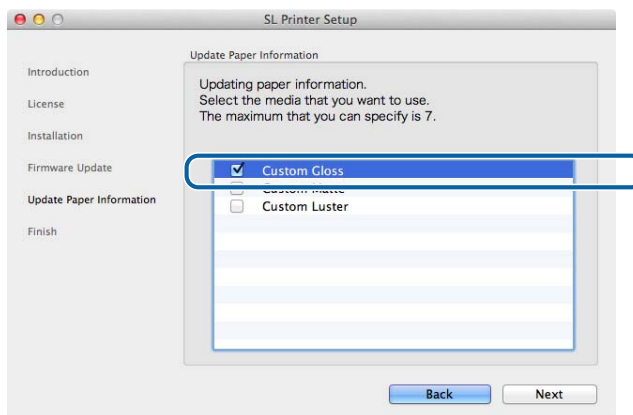 SL Printer Setup
Update Paper Information
Introduction
License
Installation
Firmware Update
Update Paper Information
Finish
Updating paper information.
Select the media that you want to use.
The maximum that you can specify is 7.
Custom Gloss
Custom Matte
Custom Luster
Back
Next